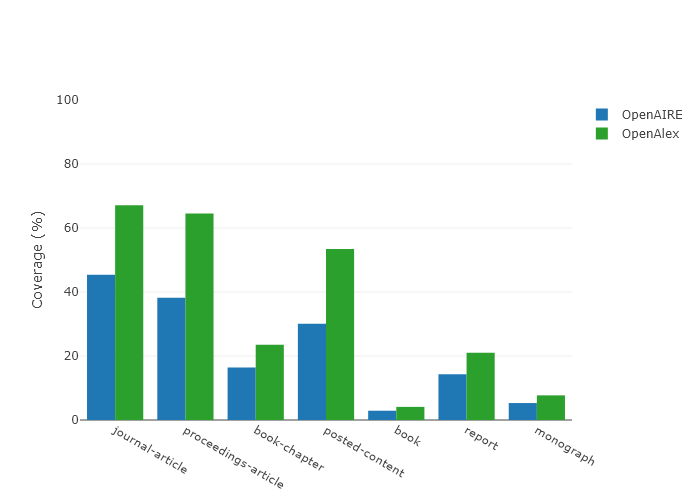 100
80
60
40
20
0
Coverage (%)
journal-article
proceedings-article
book-chapter
posted-content
book
report
monograph
OpenAIRE
OpenAlex